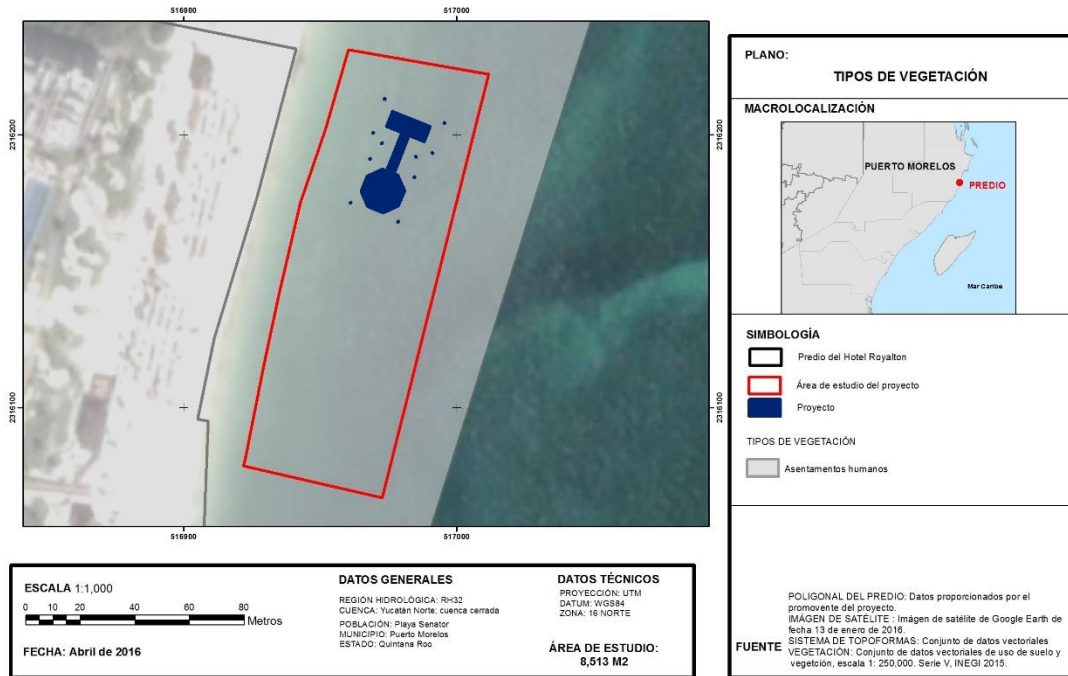 516900
517000
2316200
2316200
2316100
2316100
516900
517000
PLANO:
TIPOS DE VEGETACIÓN
MACROLOCALIZACIÓN
PUERTO MORELOS
PREDIO
Mar Caribe
SIMBOLOGÍA
Predio del Hotel Royalton
Área de estudio del proyecto
Proyecto
TIPOS DE VEGETACIÓN
Asentamentos humanos
POLIGONAL DEL PREDIO: Datos proporcionados por el
promovente del proyecto.
IMÁGEN DE SATÉLITE : Imágen de satélite de Google Earth de
fecha 13 de enero de 2016.
SISTEMA DE TOPOFORMAS: Conjunto de datos vectoriales
FUENTE
VEGETACIÓN: Conjunto de datos vectoriales de uso de suelo y
vegetción, escala 1: 250,000. Serie V, INEGI 2015.
ESCALA 1:1,000
0 10 20 40 60 80
Metros
FECHA: Abril de 2016
DATOS GENERALES
REGIÓN HIDROLÓGICA: RH32
CUENCA: Yucatán Norte: cuenca cerrada
POBLACIÓN: Playa Senator
MUNICIPIO: Puerto Morelos
ESTADO: Quintana Roo
DATOS TÉCNICOS
PROYECCIÓN: UTM
DATUM: WGS84
ZONA: 16 NORTE
ÁREA DE ESTUDIO:
8,513 M2